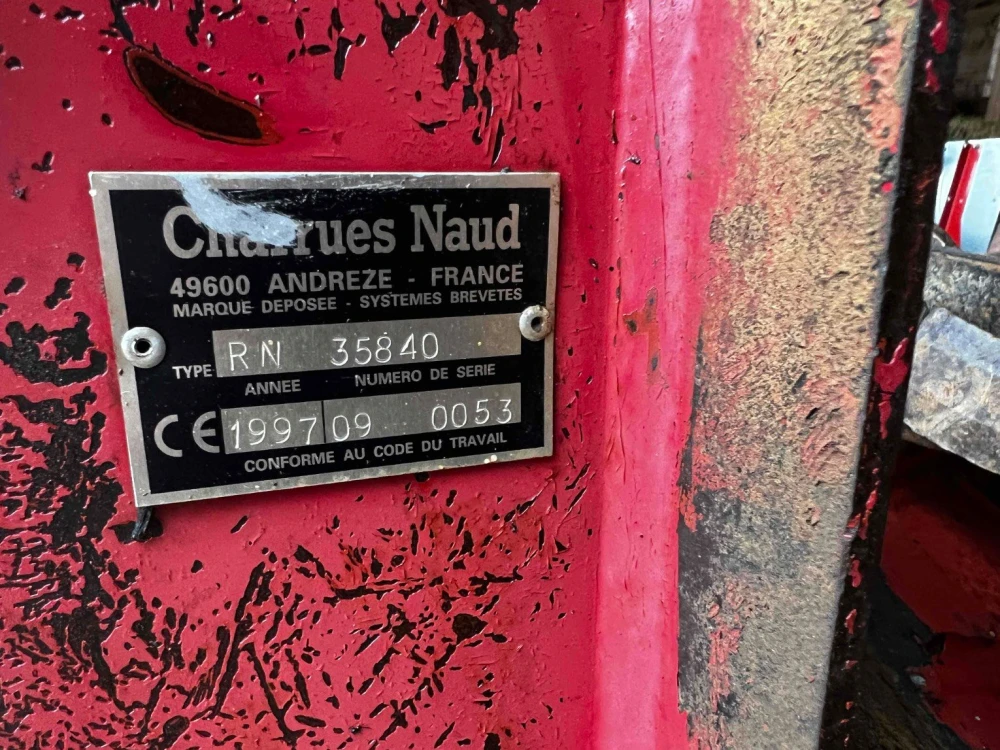 Charrues Naud
49600 ANDREZE - FRANCE
MARQUE DEPOSEE - SYSTEMES BREVETES
TYPE RN 35840
ANNEE NUMERO DE SERIE
CE 1997 09 0053
CONFORME AU CODE DU TRAVAIL